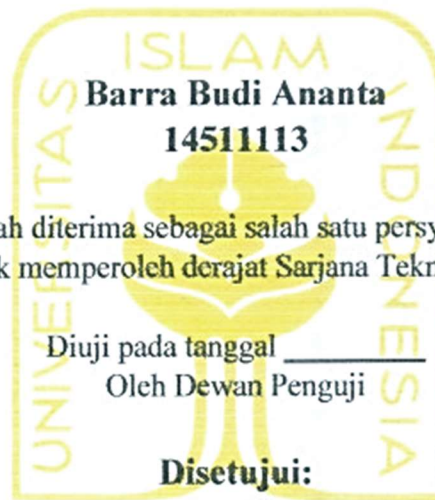 ISLAM
UNIVERSITAS
INDONESIA
Barra Budi Ananta
14511113
ah diterima sebagai salah satu persy
k memperoleh derajat Sarjana Tekn
Diuji pada tanggal ___________
Oleh Dewan Penguji
Disetujui: